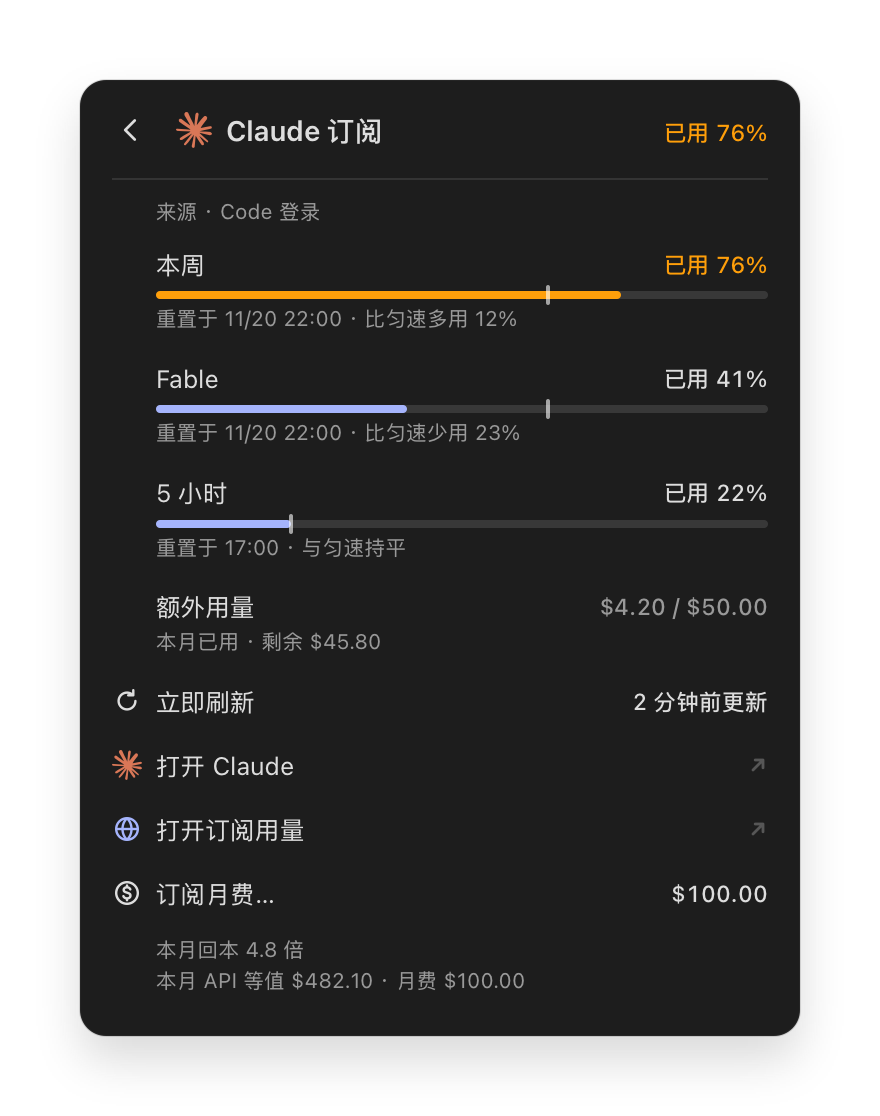 Claude 订阅
已用 76%
来源 · Code 登录
本周
已用 76%
重置于 11/20 22:00 · 比匀速多用 12%
Fable
已用 41%
重置于 11/20 22:00 · 比匀速少用 23%
5 小时
已用 22%
重置于 17:00 · 与匀速持平
额外用量
$4.20 / $50.00
本月已用 · 剩余 $45.80
立即刷新
2 分钟前更新
打开 Claude
打开订阅用量
订阅月费…
$100.00
本月回本 4.8 倍
本月 API 等值 $482.10 · 月费 $100.00